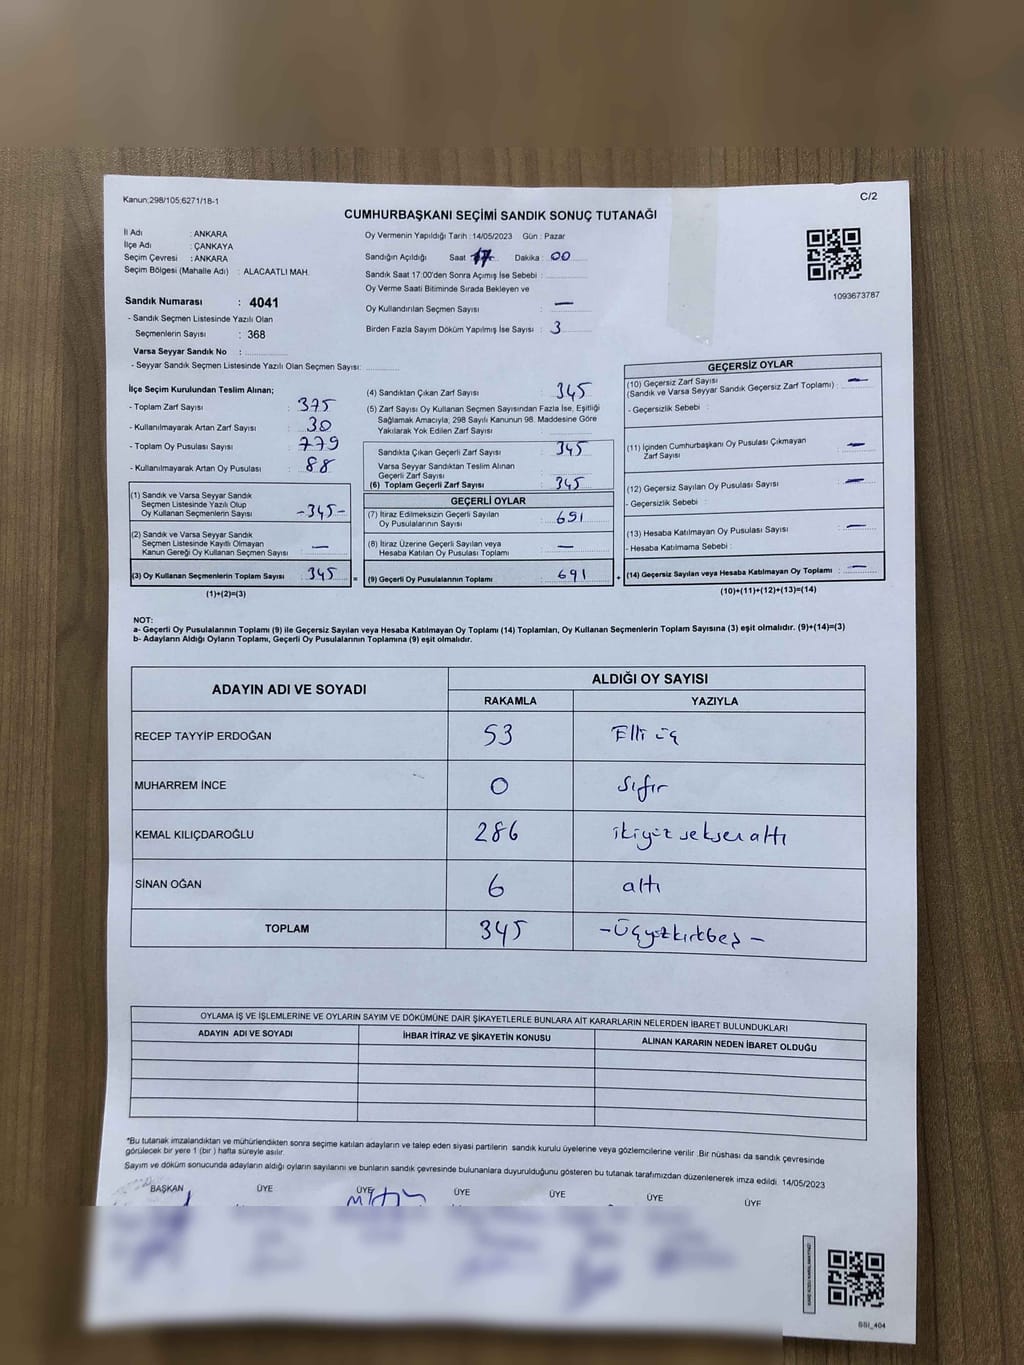 Kanun;298/105;6271/18-1
C/2
CUMHURBAŞKANI SEÇİMİ SANDIK SONUÇ TUTANAĞI
İl Adı : ANKARA
İlçe Adı : ÇANKAYA
Seçim Çevresi : ANKARA
Seçim Bölgesi (Mahalle Adı) : ALACAATLI MAH.
Sandık Numarası : 4041
- Sandık Seçmen Listesinde Yazılı Olan
Seçmenlerin Sayısı : 368
Varsa Seyyar Sandık No :
- Seyyar Sandık Seçmen Listesinde Yazılı Olan Seçmen Sayısı:
Oy Vermenin Yapıldığı Tarih : 14/05/2023 Gün : Pazar
Sandığın Açıldığı Saat 17 Dakika : 00
Sandık Saat 17:00'den Sonra Açımış İse Sebebi :
Oy Verme Saati Bitiminde Sırada Bekleyen ve
Oy Kullandırılan Seçmen Sayısı : —
Birden Fazla Sayım Döküm Yapılmış İse Sayısı : 3
1093673787
İlçe Seçim Kurulundan Teslim Alınan;
- Toplam Zarf Sayısı : 375
- Kullanılmayarak Artan Zarf Sayısı : 30
- Toplam Oy Pusulası Sayısı : 779
- Kullanılmayarak Artan Oy Pusulası : 88
(1) Sandık ve Varsa Seyyar Sandık
Seçmen Listesinde Yazılı Olup
Oy Kullanan Seçmenlerin Sayısı -345-
(2) Sandık ve Varsa Seyyar Sandık
Seçmen Listesinde Kayıtlı Olmayan
Kanun Gereği Oy Kullanan Seçmen Sayısı : —
(3) Oy Kullanan Seçmenlerin Toplam Sayısı : 345
(1)+(2)=(3)
(4) Sandıktan Çıkan Zarf Sayısı : 345
(5) Zarf Sayısı Oy Kullanan Seçmen Sayısından Fazla İse, Eşitliği
Sağlamak Amacıyla, 298 Sayılı Kanunun 98. Maddesine Göre
Yakılarak Yok Edilen Zarf Sayısı :
Sandıkta Çıkan Geçerli Zarf Sayısı : 345
Varsa Seyyar Sandıktan Teslim Alınan
Geçerli Zarf Sayısı :
(6) Toplam Geçerli Zarf Sayısı : 345
GEÇERLİ OYLAR
(7) İtiraz Edilmeksizin Geçerli Sayılan
Oy Pusulalarının Sayısı : 691
(8) İtiraz Üzerine Geçerli Sayılan veya
Hesaba Katılan Oy Pusulası Toplamı : —
= (9) Geçerli Oy Pusulalarının Toplamı : 691
GEÇERSİZ OYLAR
(10) Geçersiz Zarf Sayısı
(Sandık ve Varsa Seyyar Sandık Geçersiz Zarf Toplamı) : —
- Geçersizlik Sebebi :
(11) İçinden Cumhurbaşkanı Oy Pusulası Çıkmayan
Zarf Sayısı : —
(12) Geçersiz Sayılan Oy Pusulası Sayısı : —
- Geçersizlik Sebebi :
(13) Hesaba Katılmayan Oy Pusulası Sayısı : —
- Hesaba Katılmama Sebebi :
+ (14) Geçersiz Sayılan veya Hesaba Katılmayan Oy Toplamı : —
(10)+(11)+(12)+(13)=(14)
NOT:
a- Geçerli Oy Pusulalarının Toplamı (9) ile Geçersiz Sayılan veya Hesaba Katılmayan Oy Toplamı (14) Toplamları, Oy Kullanan Seçmenlerin Toplam Sayısına (3) eşit olmalıdır. (9)+(14)=(3)
b- Adayların Aldığı Oyların Toplamı, Geçerli Oy Pusulalarının Toplamına (9) eşit olmalıdır.
ADAYIN ADI VE SOYADI
ALDIĞI OY SAYISI
RAKAMLA YAZIYLA
RECEP TAYYİP ERDOĞAN 53 Elli üç
MUHARREM İNCE 0 Sıfır
KEMAL KILIÇDAROĞLU 286 ikiyüz seksen altı
SİNAN OĞAN 6 altı
TOPLAM 345 -Üçyüzkırkbeş-
OYLAMA İŞ VE İŞLEMLERİNE VE OYLARIN SAYIM VE DÖKÜMÜNE DAİR ŞİKAYETLERLE BUNLARA AİT KARARLARIN NELERDEN İBARET BULUNDUKLARI
ADAYIN ADI VE SOYADI İHBAR İTİRAZ VE ŞİKAYETİN KONUSU ALINAN KARARIN NEDEN İBARET OLDUĞU
*Bu tutanak imzalandıktan ve mühürlendikten sonra seçime katılan adayların ve talep eden siyasi partilerin sandık kurulu üyelerine veya gözlemcilerine verilir .Bir nüshası da sandık çevresinde
görülecek bir yere 1 (bir ) hafta süreyle asılır.
Sayım ve döküm sonucunda adayların aldığı oyların sayılarını ve bunların sandık çevresinde bulunanlara duyurulduğunu gösteren bu tutanak tarafımızdan düzenlenerek imza edildi. 14/05/2023
BAŞKAN ÜYE ÜYE ÜYE ÜYE ÜYE ÜYE